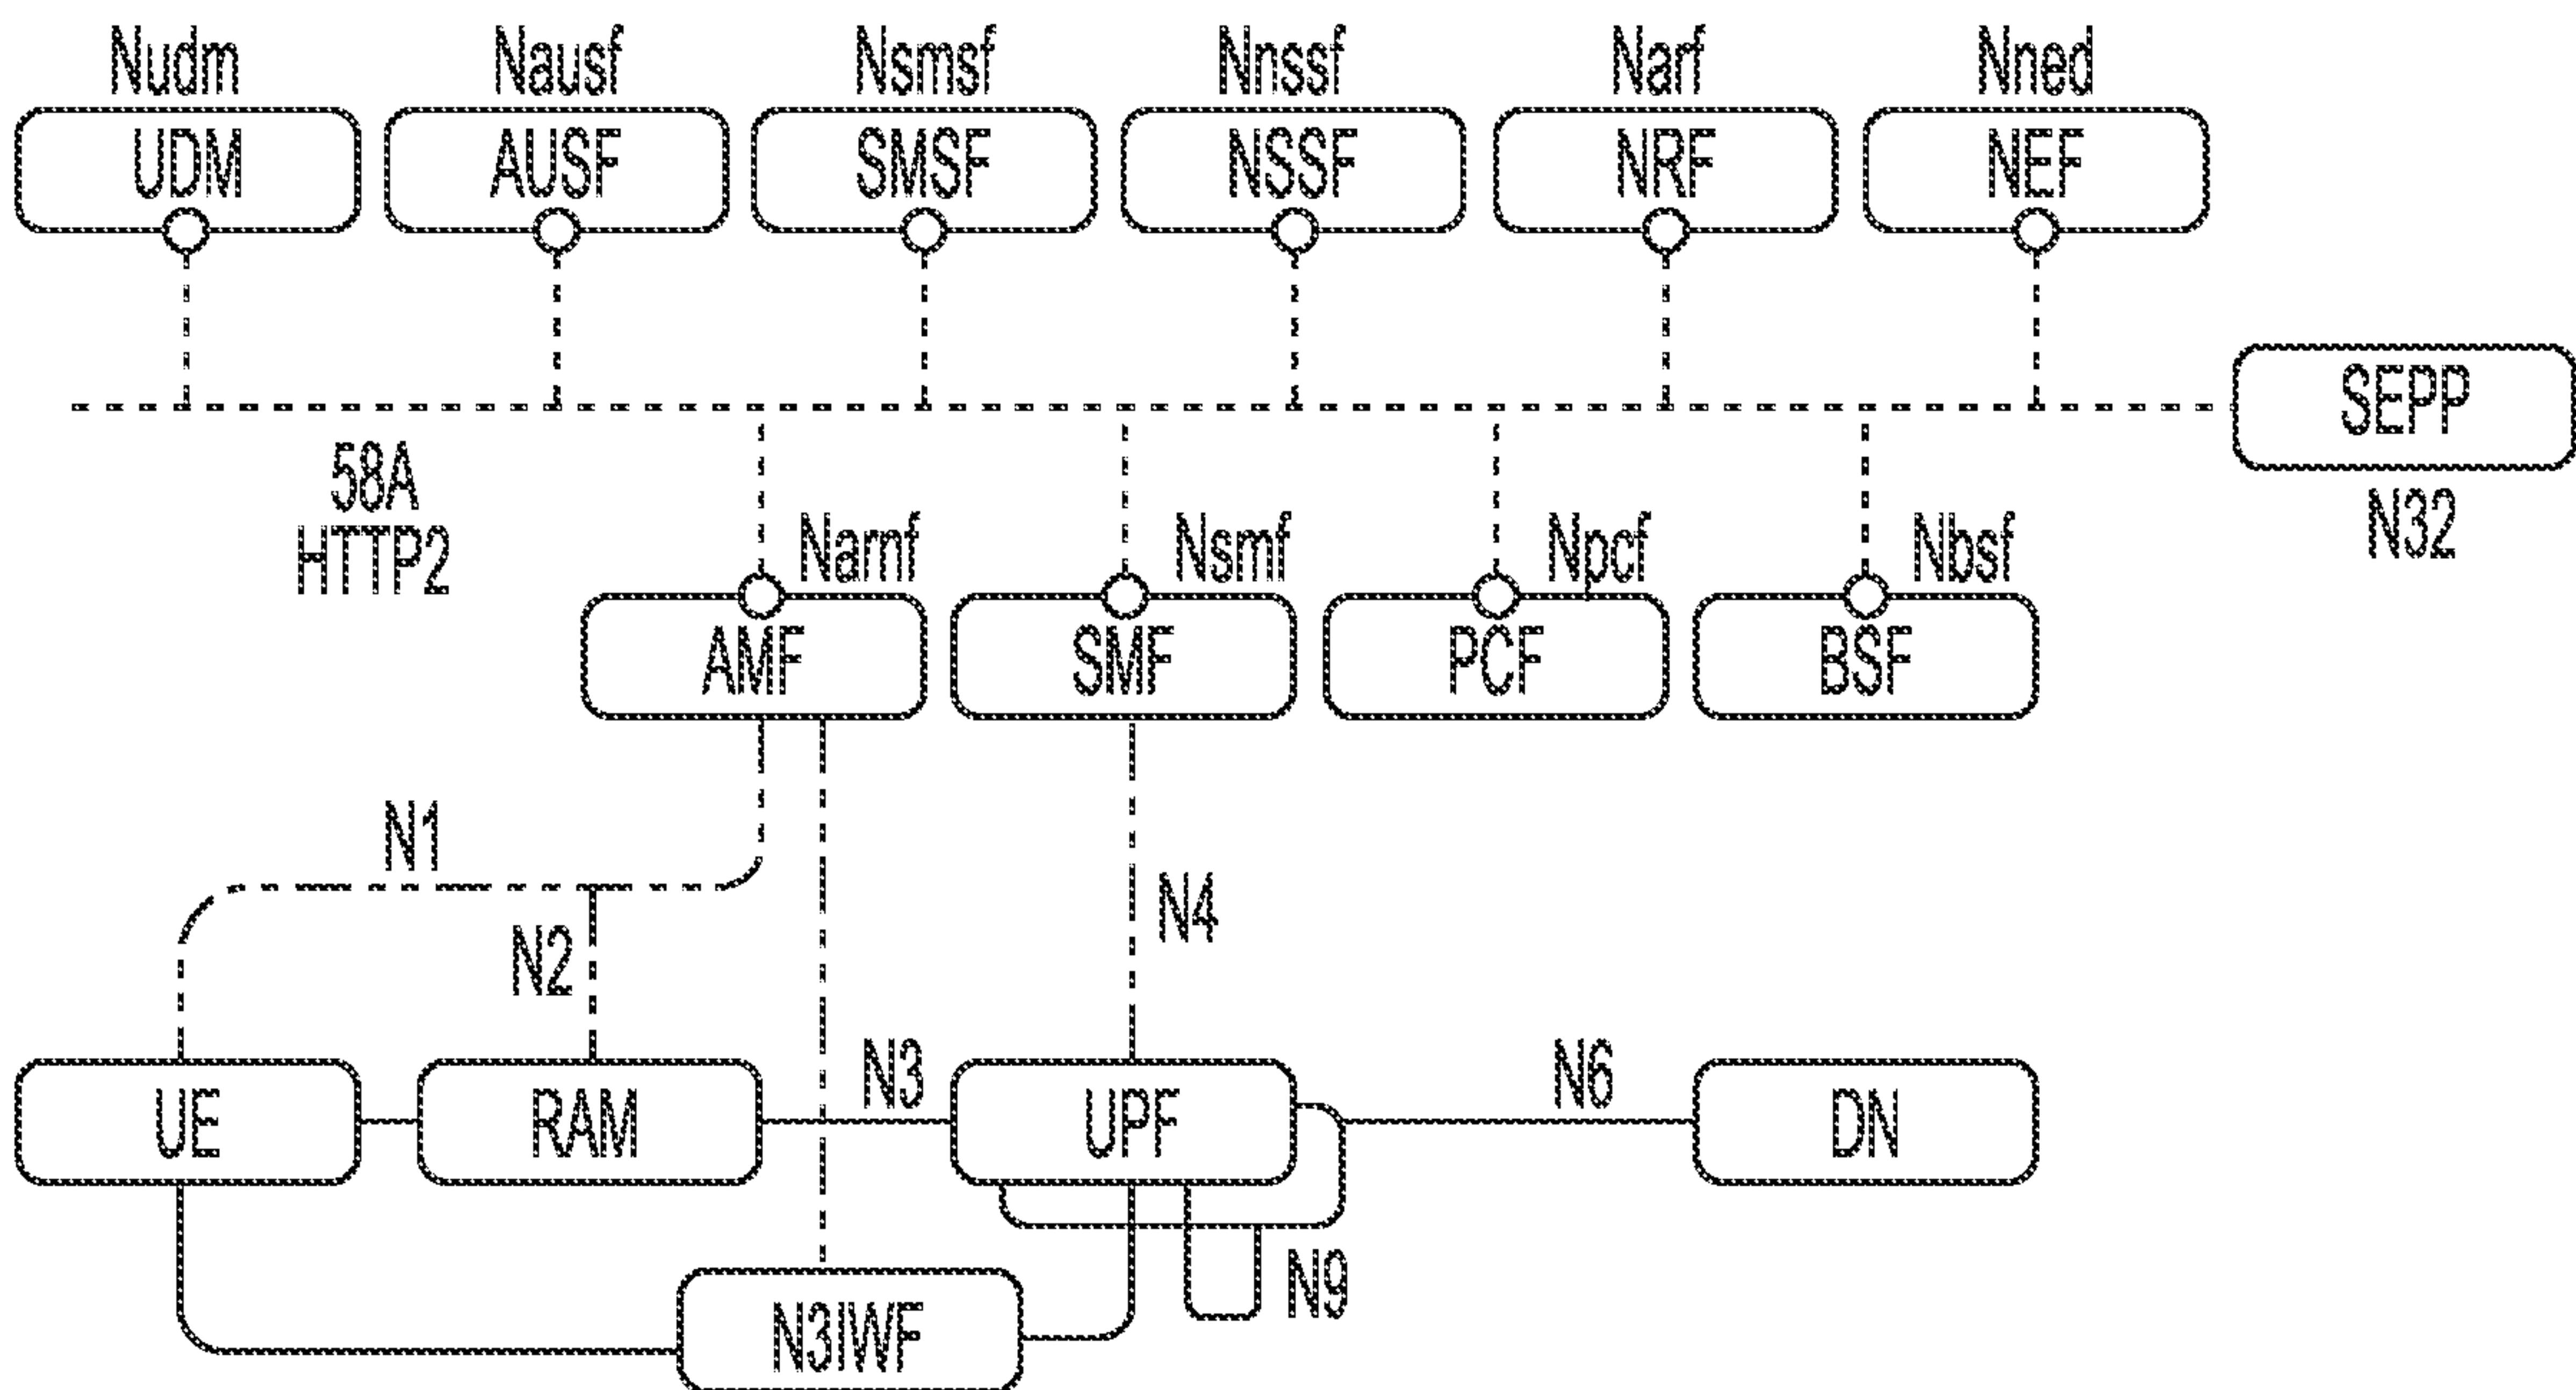 Nudm Nausf Nsmsf Nnssf Narf Nned
UDM AUSF SMSF NSSF NRF NEF
SEPP
58A
HTTP2
N32
Narnf Nsmf Npcf Nbsf
AMF SMF PCF BSF
N1
N2
N4
N3 N6
UE RAM UPF DN
N9
N3IWF